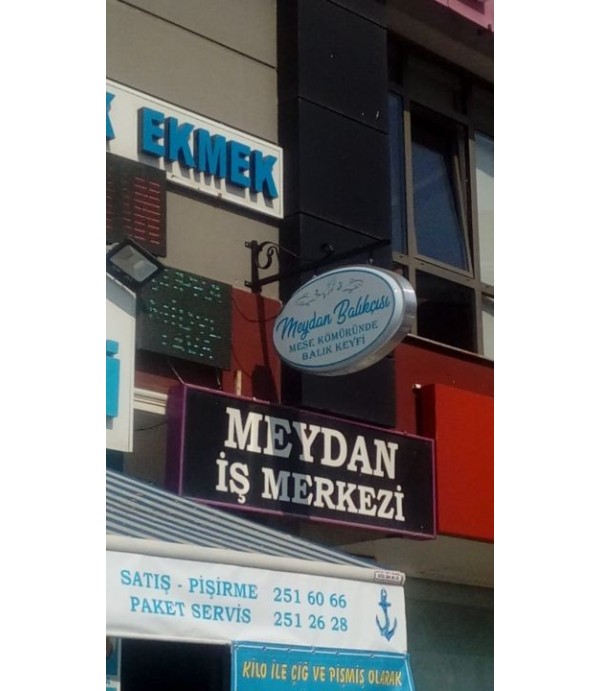 EKMEK
Meydan Balıkçısı
MEŞE KÖMÜRÜNDE
BALIK KEYFİ
MEYDAN
İŞ MERKEZİ
SATIŞ - PİŞİRME 251 60 66
PAKET SERVİS 251 26 28
KİLO İLE ÇİĞ VE PİŞMİŞ OLARAK